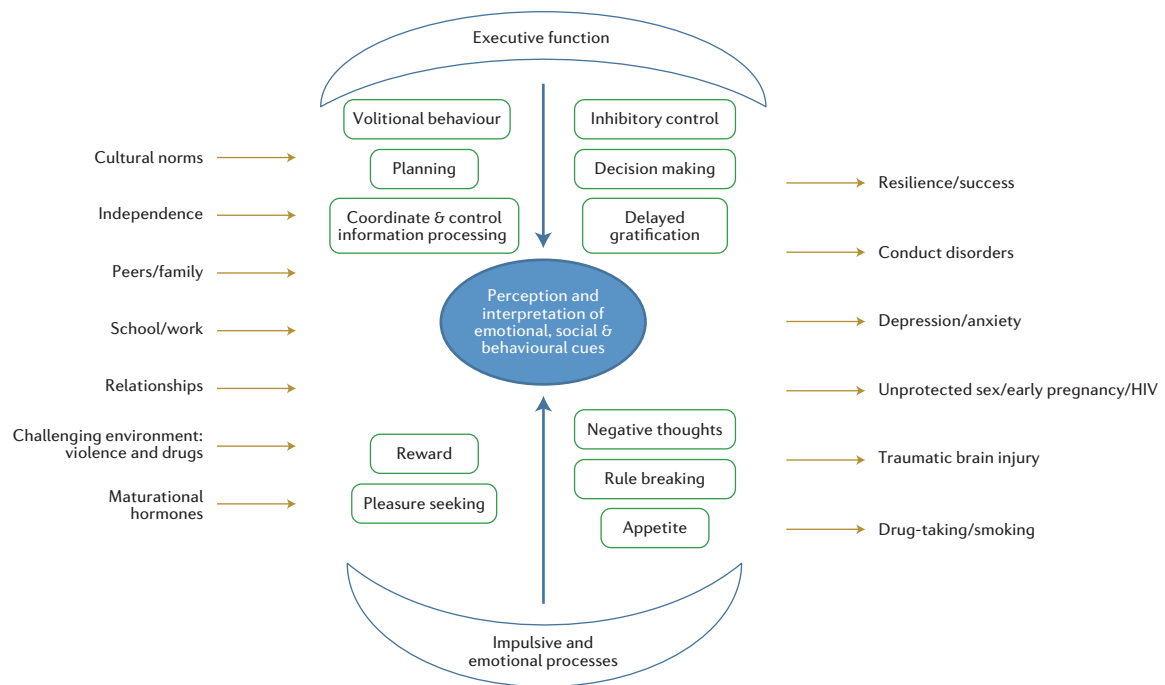 Executive function
Volitional behaviour
Inhibitory control
Planning
Decision making
Coordinate & control
information processing
Delayed
gratification
Cultural norms
Independence
Peers/family
School/work
Relationships
Challenging environment:
violence and drugs
Maturational
hormones
Perception and
interpretation of
emotional, social &
behavioural cues
Reward
Pleasure seeking
Negative thoughts
Rule breaking
Appetite
Impulsive and
emotional processes
Resilience/success
Conduct disorders
Depression/anxiety
Unprotected sex/early pregnancy/HIV
Traumatic brain injury
Drug-taking/smoking